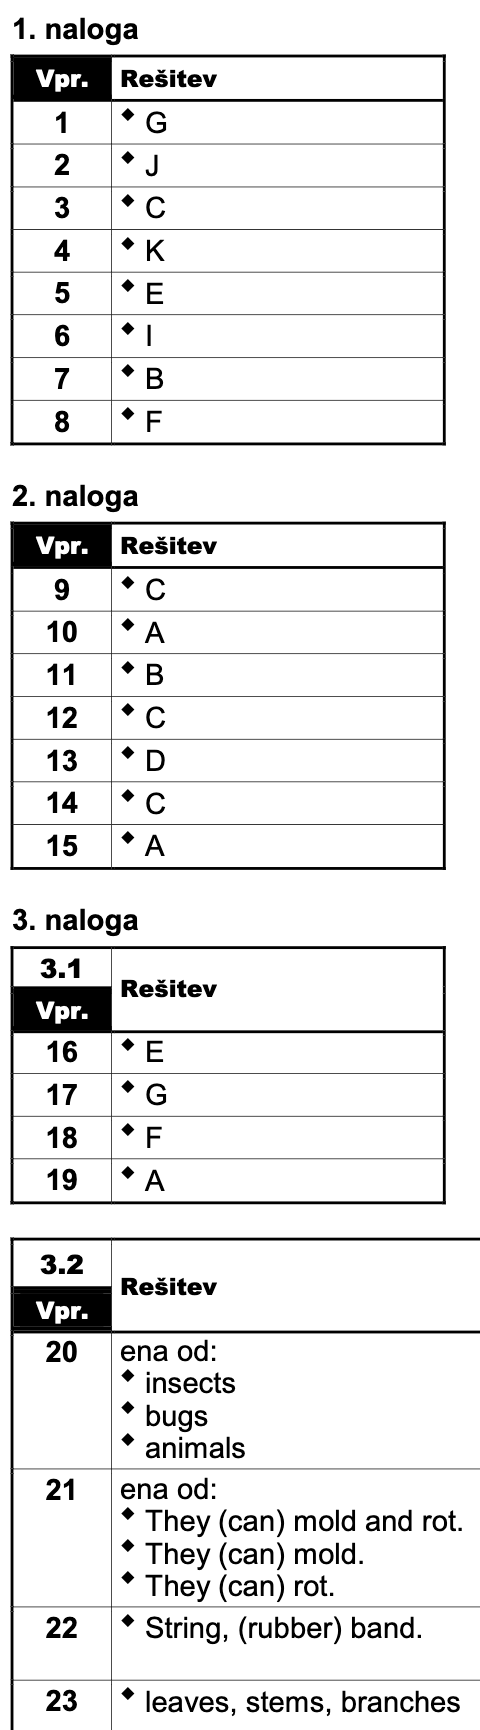 1. naloga
Vpr. Rešitev
1 ◆ G
2 ◆ J
3 ◆ C
4 ◆ K
5 ◆ E
6 ◆ I
7 ◆ B
8 ◆ F
2. naloga
Vpr. Rešitev
9 ◆ C
10 ◆ A
11 ◆ B
12 ◆ C
13 ◆ D
14 ◆ C
15 ◆ A
3. naloga
3.1
Rešitev
Vpr.
16 ◆ E
17 ◆ G
18 ◆ F
19 ◆ A
3.2
Rešitev
Vpr.
20 ena od:
◆ insects
◆ bugs
◆ animals
21 ena od:
◆ They (can) mold and rot.
◆ They (can) mold.
◆ They (can) rot.
22 ◆ String, (rubber) band.
23 ◆ leaves, stems, branches